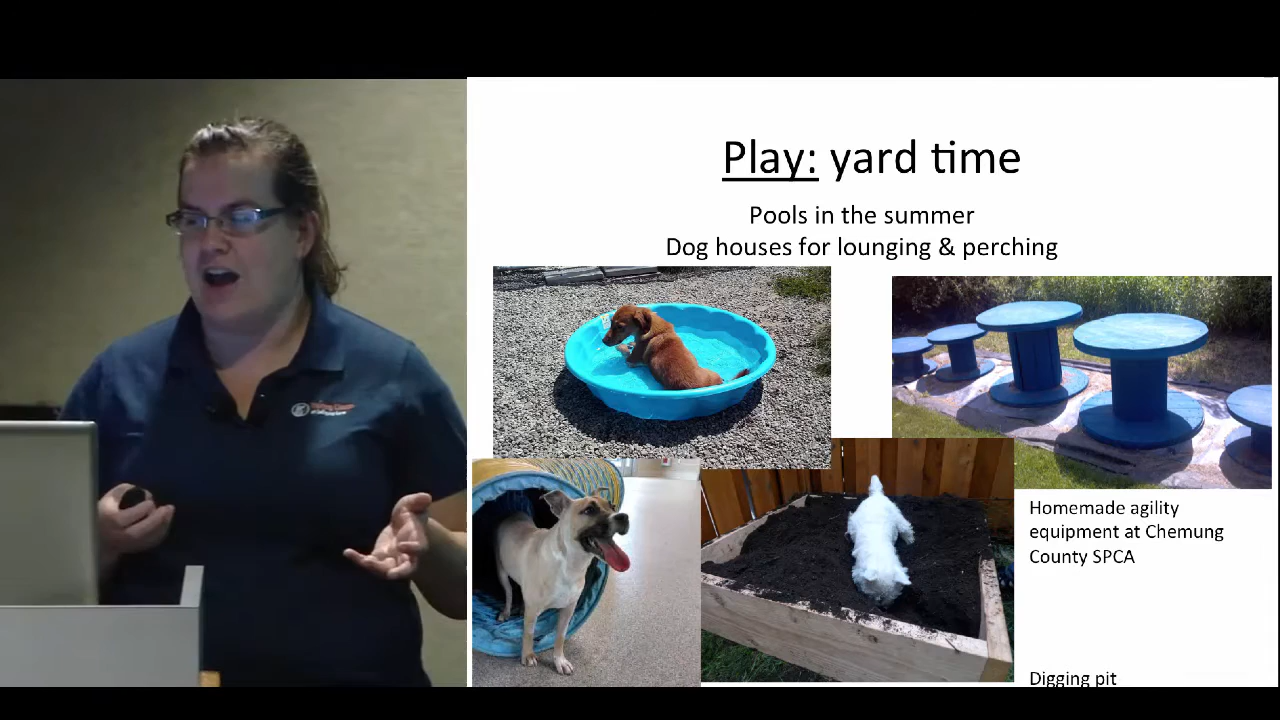 Play: yard time
Pools in the summer
Dog houses for lounging & perching
Homemade agility
equipment at Chemung
County SPCA
Digging pit